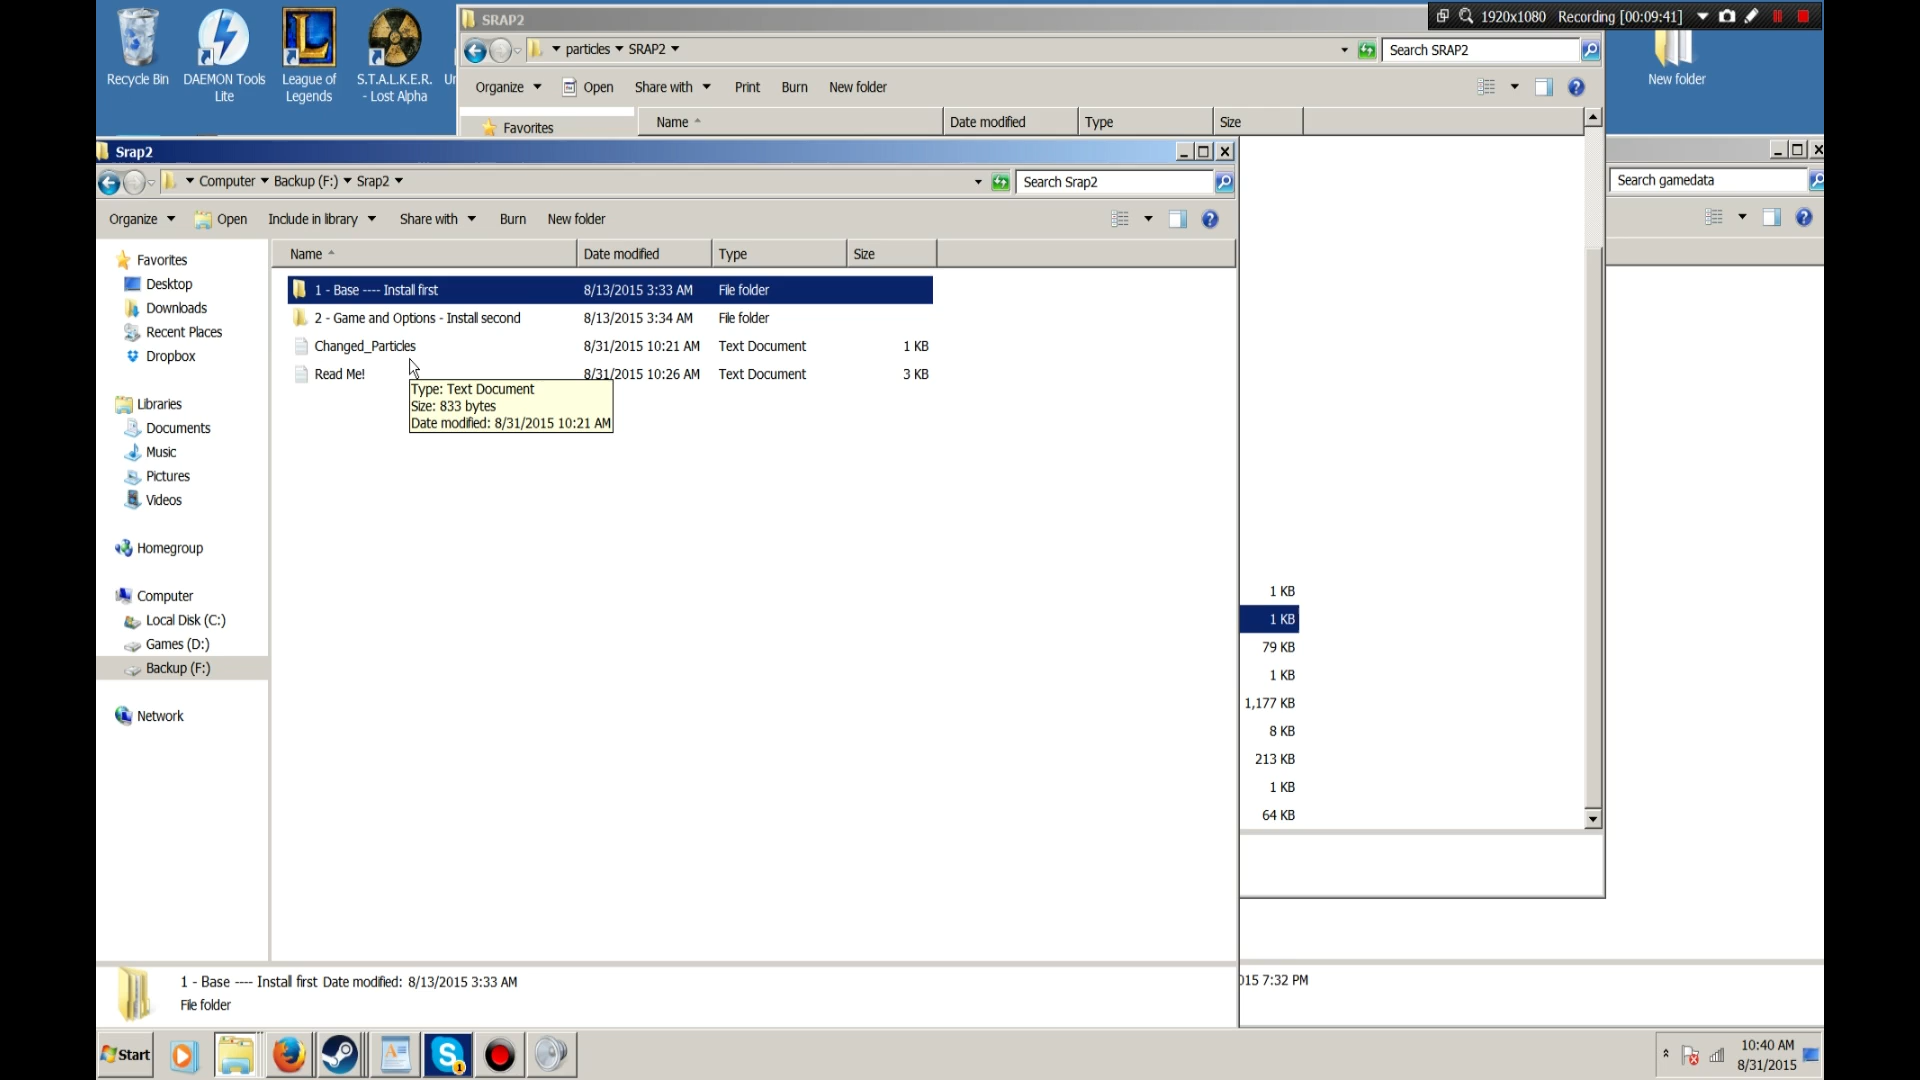 Recycle Bin
DAEMON Tools
Lite
League of
Legends
S.T.A.L.K.E.R.
- Lost Alpha
SRAP2
1920x1080 Recording [00:09:41]
particles SRAP2
Search SRAP2
New folder
Organize Open Share with Print Burn New folder
Favorites
Name Date modified Type Size
Srap2
Computer Backup (F:) Srap2
Search Srap2
Search gamedata
Organize Open Include in library Share with Burn New folder
Name Date modified Type Size
Favorites
Desktop
Downloads
Recent Places
Dropbox
Libraries
Documents
Music
Pictures
Videos
Homegroup
Computer
Local Disk (C:)
Games (D:)
Backup (F:)
Network
1 - Base ---- Install first 8/13/2015 3:33 AM File folder
2 - Game and Options - Install second 8/13/2015 3:34 AM File folder
Changed_Particles 8/31/2015 10:21 AM Text Document 1 KB
Read Me! 8/31/2015 10:26 AM Text Document 3 KB
Type: Text Document
Size: 833 bytes
Date modified: 8/31/2015 10:21 AM
1 KB
1 KB
79 KB
1 KB
1,177 KB
8 KB
213 KB
1 KB
64 KB
1 - Base ---- Install first Date modified: 8/13/2015 3:33 AM
File folder
015 7:32 PM
Start
10:40 AM
8/31/2015